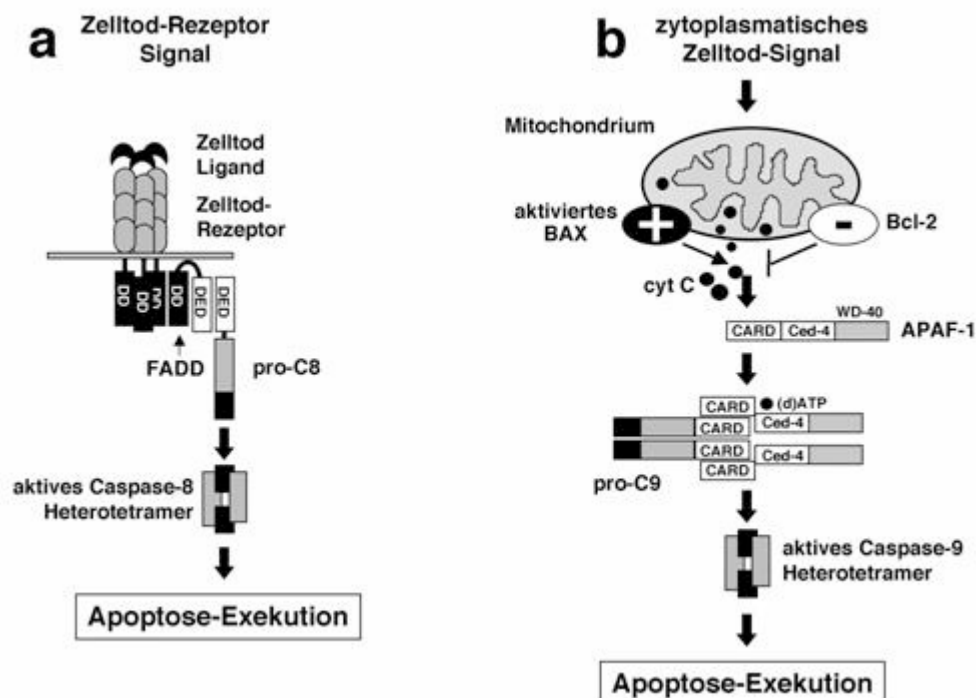 a
Zelltod-Rezeptor
Signal
Zelltod
Ligand
Zelltod-
Rezeptor
DD
DD
DD
DD
DED
DED
FADD
pro-C8
aktives Caspase-8
Heterotetramer
Apoptose-Exekution
b
zytoplasmatisches
Zelltod-Signal
Mitochondrium
aktiviertes
BAX
+
-
Bcl-2
cyt C
WD-40
CARD
Ced-4
APAF-1
CARD
(d)ATP
Ced-4
CARD
CARD
Ced-4
CARD
pro-C9
aktives Caspase-9
Heterotetramer
Apoptose-Exekution